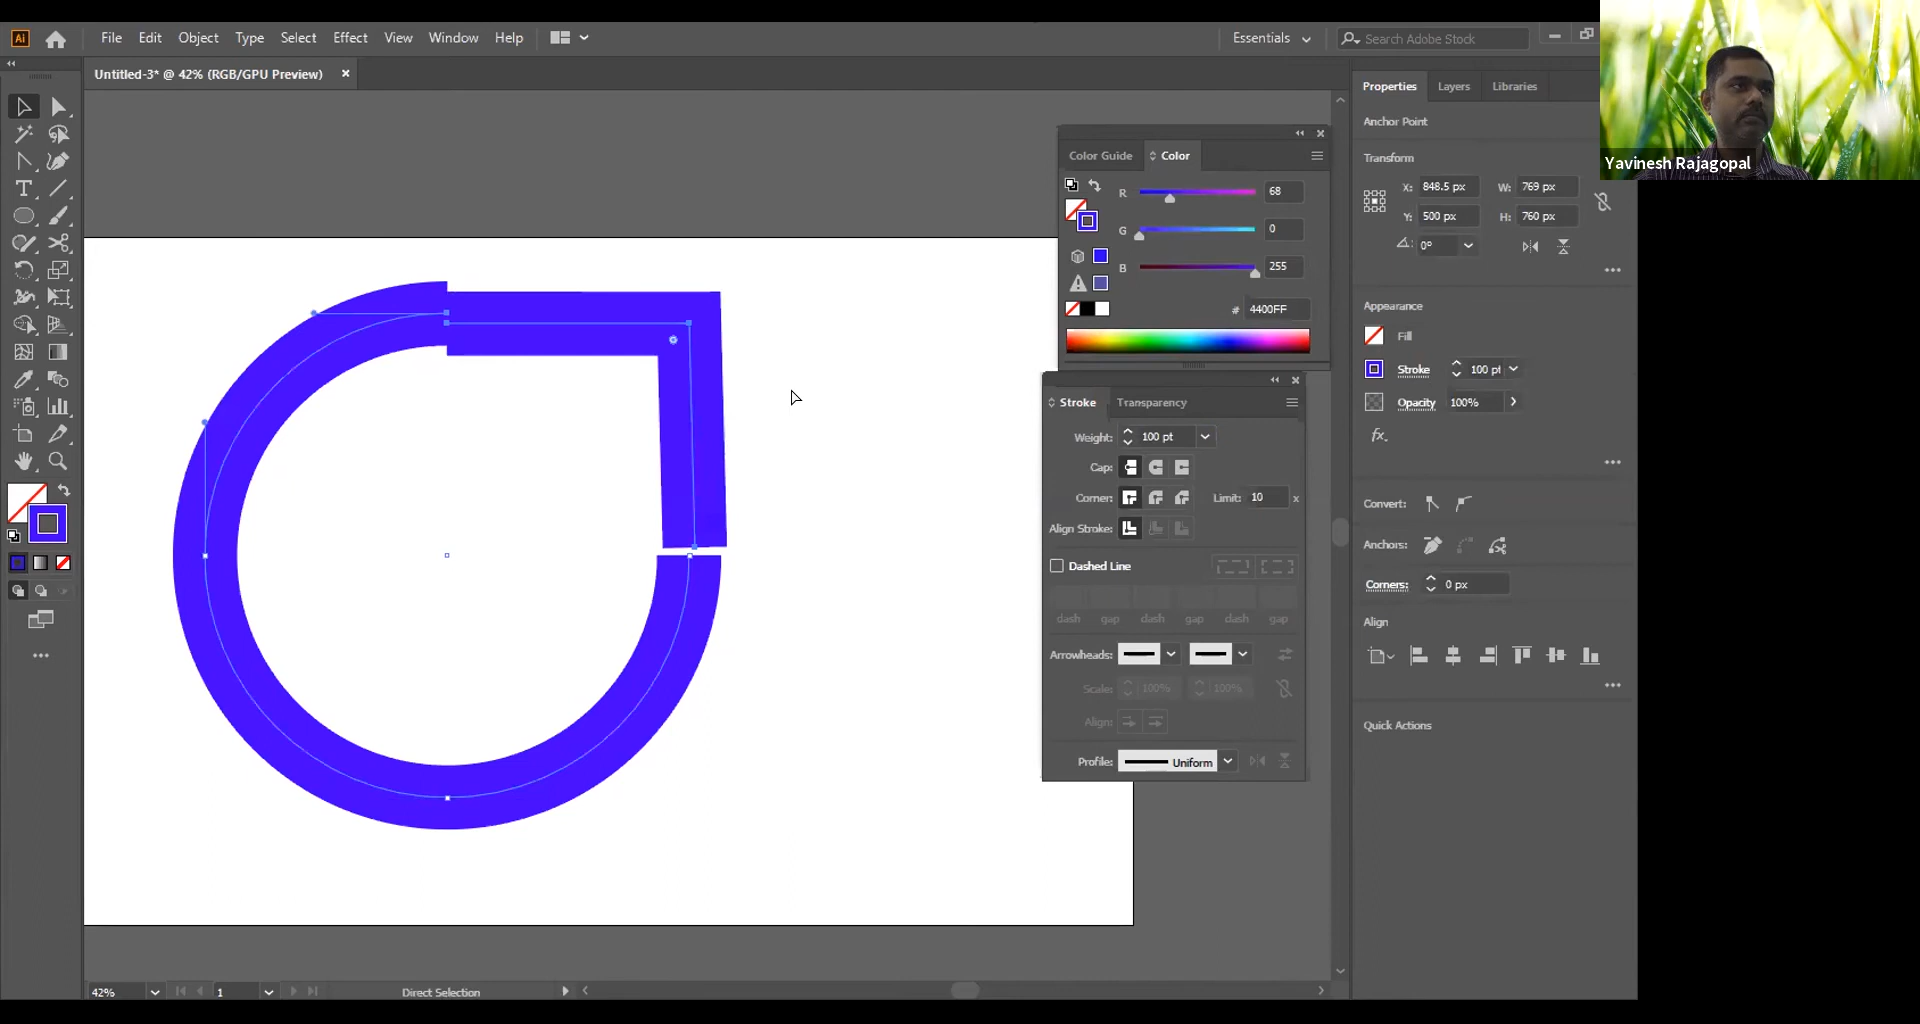 Ai File Edit Object Type Select Effect View Window Help Essentials Search Adobe Stock
Untitled-3* @ 42% (RGB/GPU Preview) ×
Properties Layers Libraries
Anchor Point
Transform
X: 848.5 px W: 769 px
Y: 500 px H: 760 px
0°
Appearance
Fill
Stroke 100 pt
Opacity 100%
fx.
Convert:
Anchors:
Corners: 0 px
Align
Quick Actions
Color Guide Color
R 68
G 0
B 255
# 4400FF
Stroke Transparency
Weight: 100 pt
Cap:
Corner: Limit: 10 x
Align Stroke:
Dashed Line
dash gap dash gap dash gap
Arrowheads:
Scale: 100% 100%
Align:
Profile: Uniform
42% 1 Direct Selection
Yavinesh Rajagopal